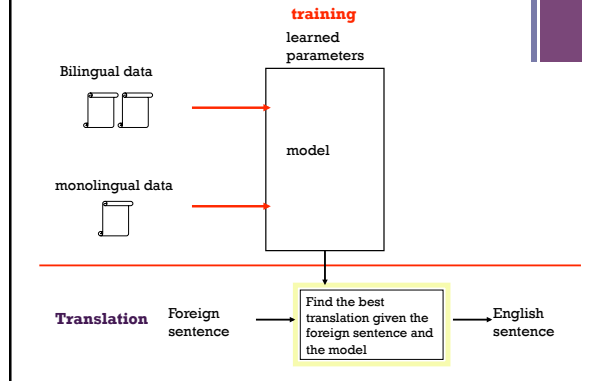 training
learned
parameters
Bilingual data
model
monolingual data
Translation
Foreign
sentence
Find the best
translation given the
foreign sentence and
the model
English
sentence